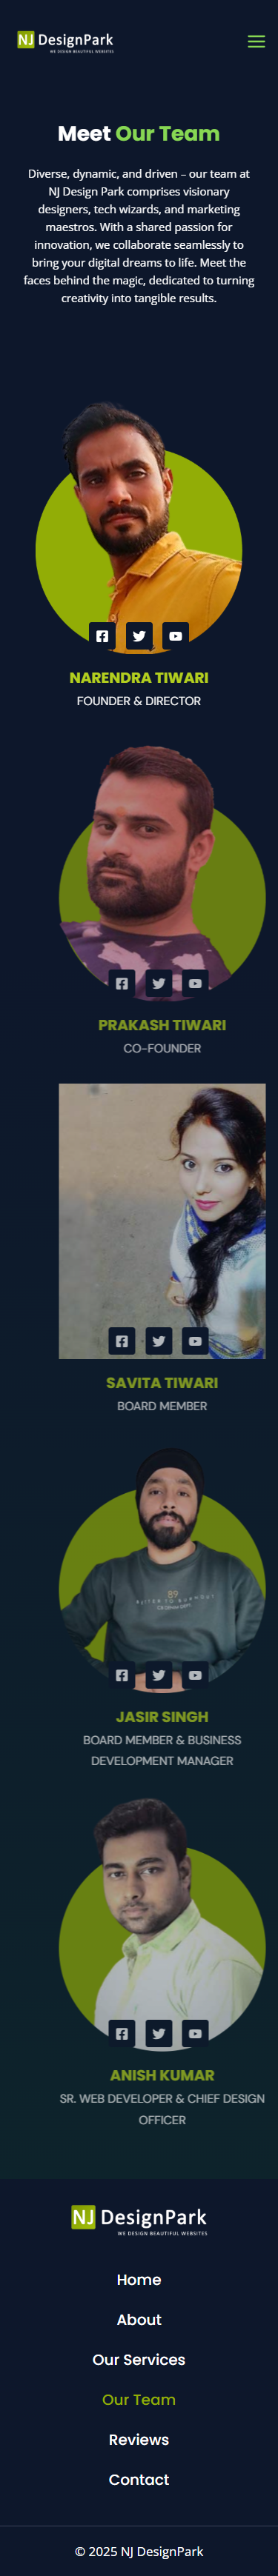 NJ DesignPark
WE DESIGN BEAUTIFUL WEBSITES
Meet Our Team
Diverse, dynamic, and driven – our team at
NJ Design Park comprises visionary
designers, tech wizards, and marketing
maestros. With a shared passion for
innovation, we collaborate seamlessly to
bring your digital dreams to life. Meet the
faces behind the magic, dedicated to turning
creativity into tangible results.
NARENDRA TIWARI
FOUNDER & DIRECTOR
PRAKASH TIWARI
CO-FOUNDER
SAVITA TIWARI
BOARD MEMBER
89
JASIR SINGH
BOARD MEMBER & BUSINESS
DEVELOPMENT MANAGER
ANISH KUMAR
SR. WEB DEVELOPER & CHIEF DESIGN
OFFICER
NJ DesignPark
WE DESIGN BEAUTIFUL WEBSITES
Home
About
Our Services
Our Team
Reviews
Contact
© 2025 NJ DesignPark